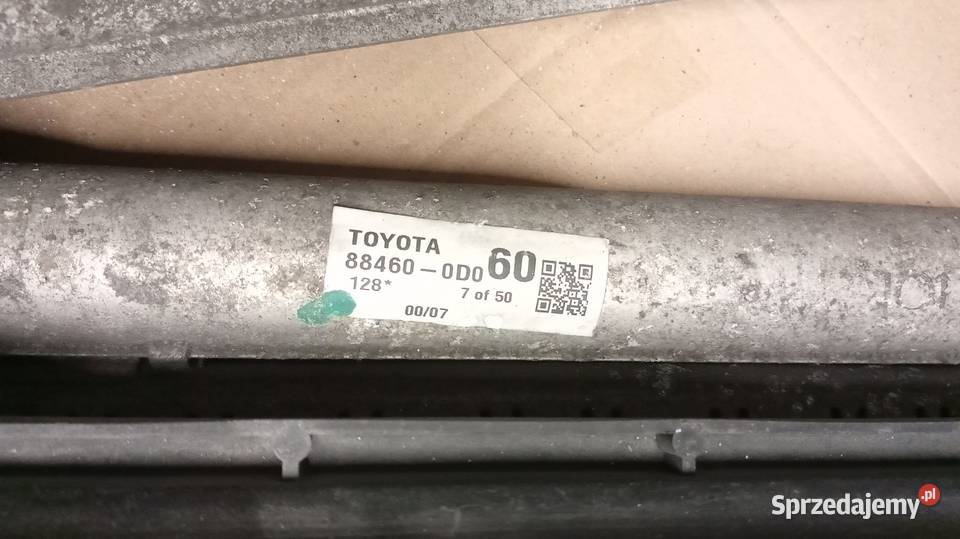 TOYOTA
88460-0D060
128* 7 of 50
00/07
Sprzedajemy.pl